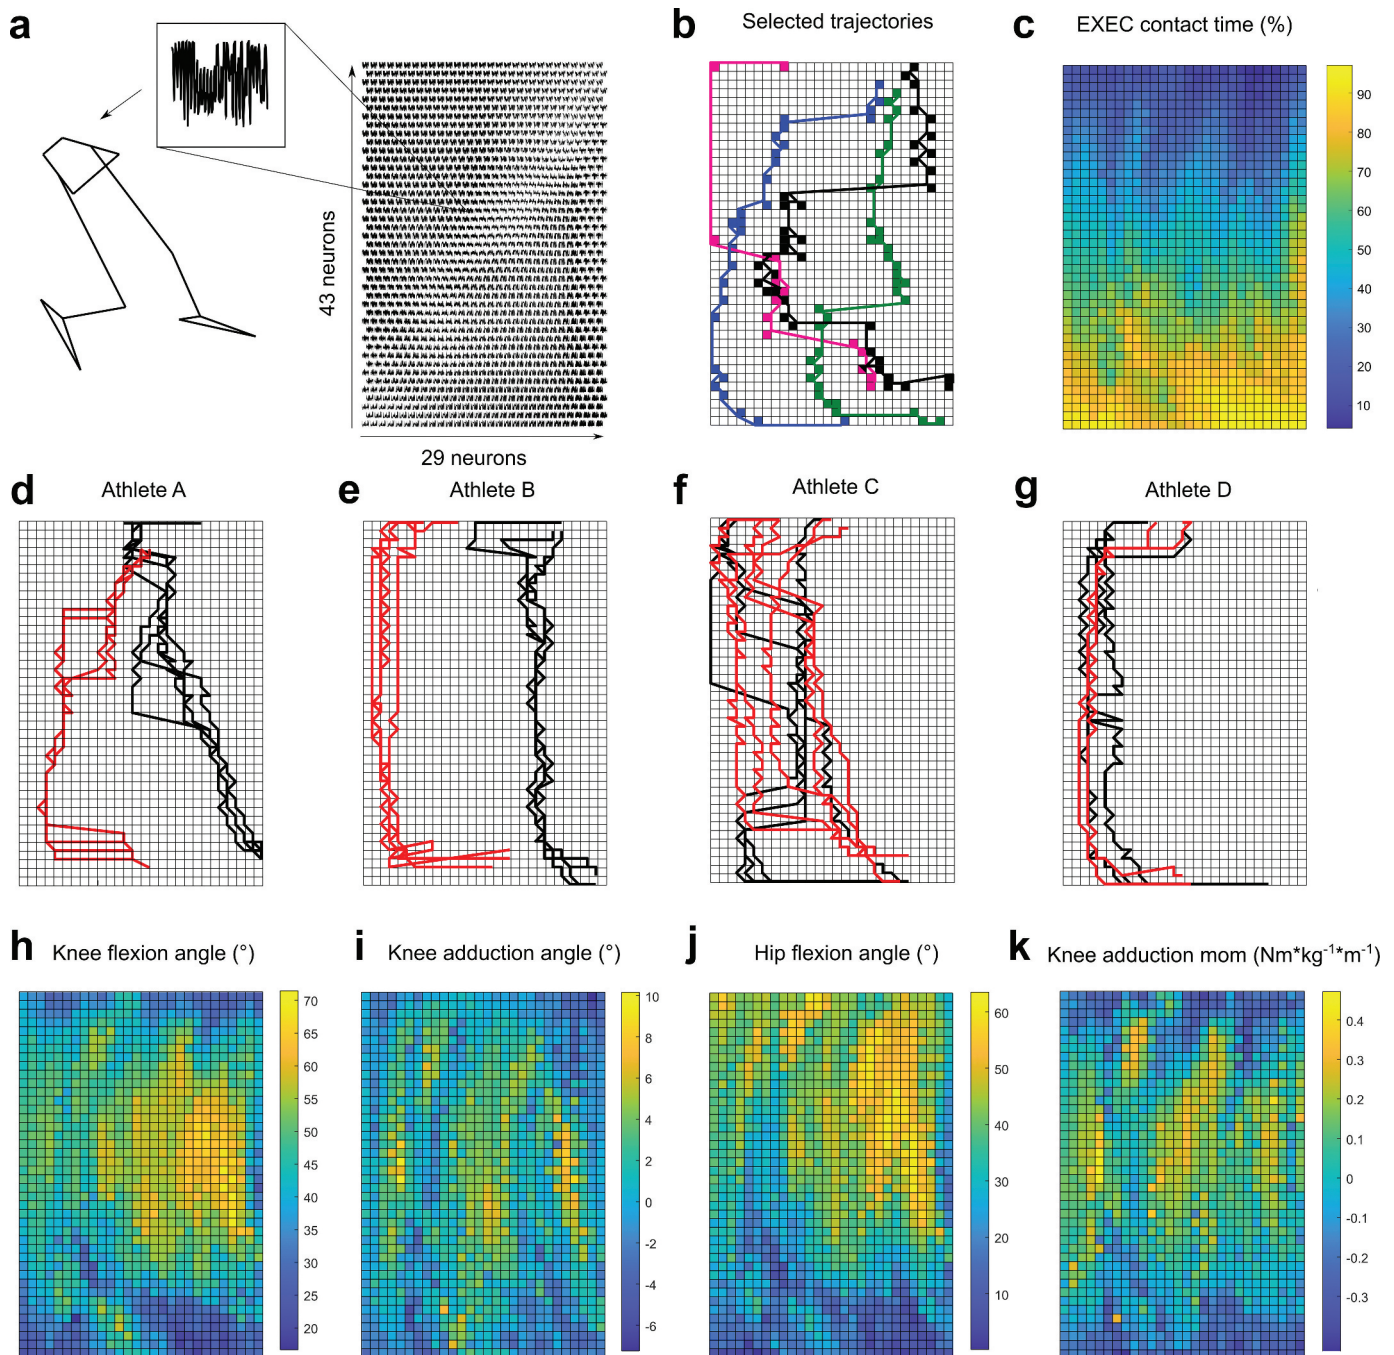 a
43 neurons
29 neurons
b
Selected trajectories
c
EXEC contact time (%)
90
80
70
60
50
40
30
20
10
d
Athlete A
e
Athlete B
f
Athlete C
g
Athlete D
h
Knee flexion angle (°)
70
65
60
55
50
45
40
35
30
25
20
i
Knee adduction angle (°)
10
8
6
4
2
0
-2
-4
-6
j
Hip flexion angle (°)
60
50
40
30
20
10
k
Knee adduction mom (Nm*kg⁻¹*m⁻¹)
0.4
0.3
0.2
0.1
0
-0.1
-0.2
-0.3